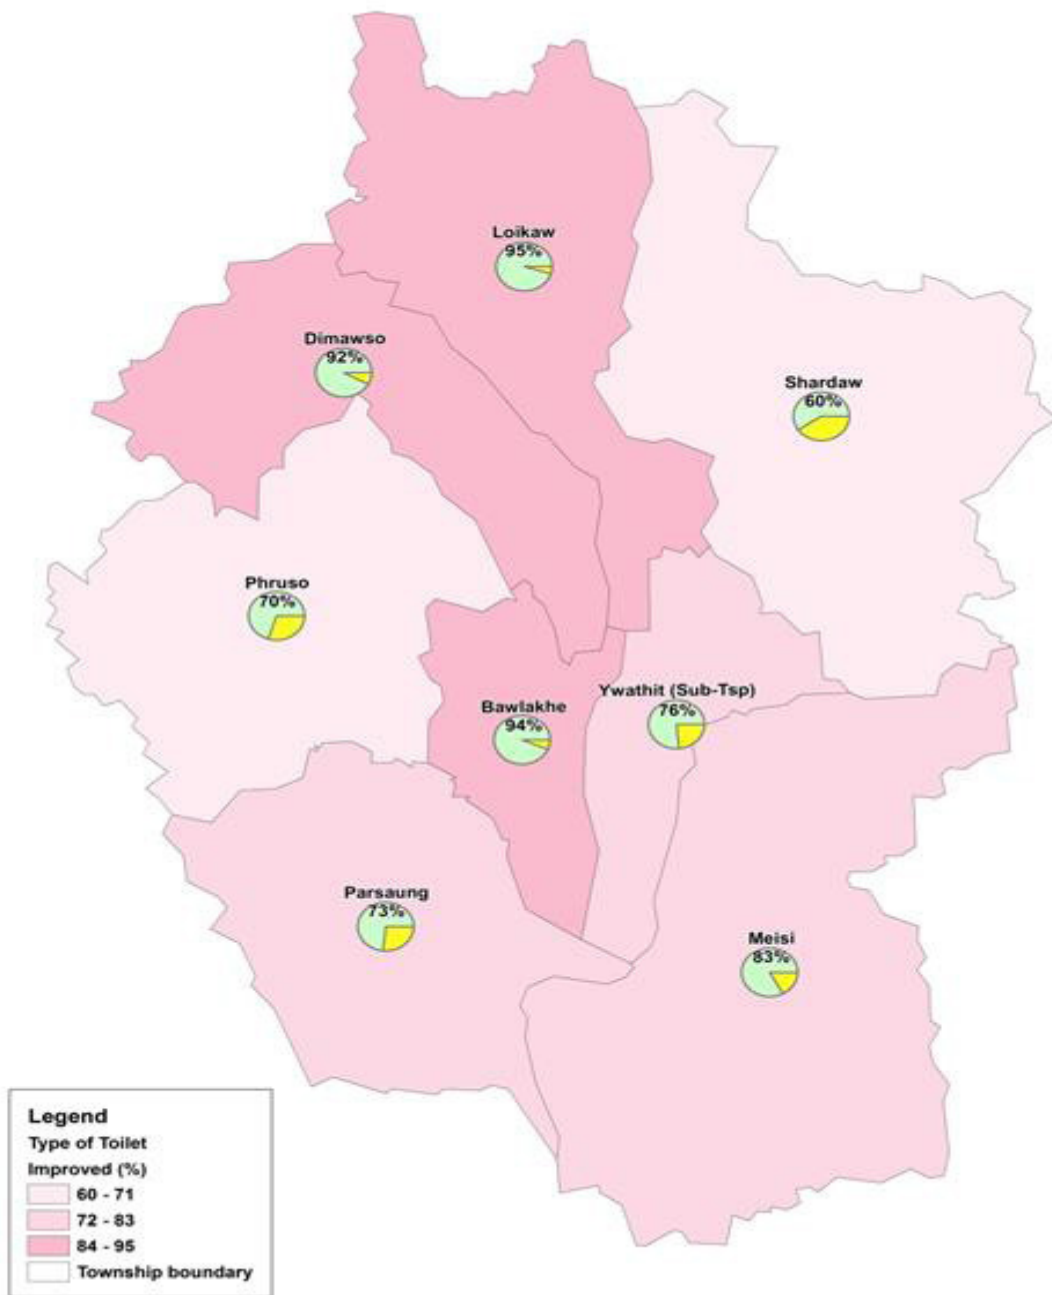 Loikaw
95%
Dimawso
92%
Shardaw
60%
Phruso
70%
Ywathit (Sub-Tsp)
76%
Bawlakhe
94%
Parsaung
73%
Meisi
83%
Legend
Type of Toilet
Improved (%)
60 - 71
72 - 83
84 - 95
Township boundary